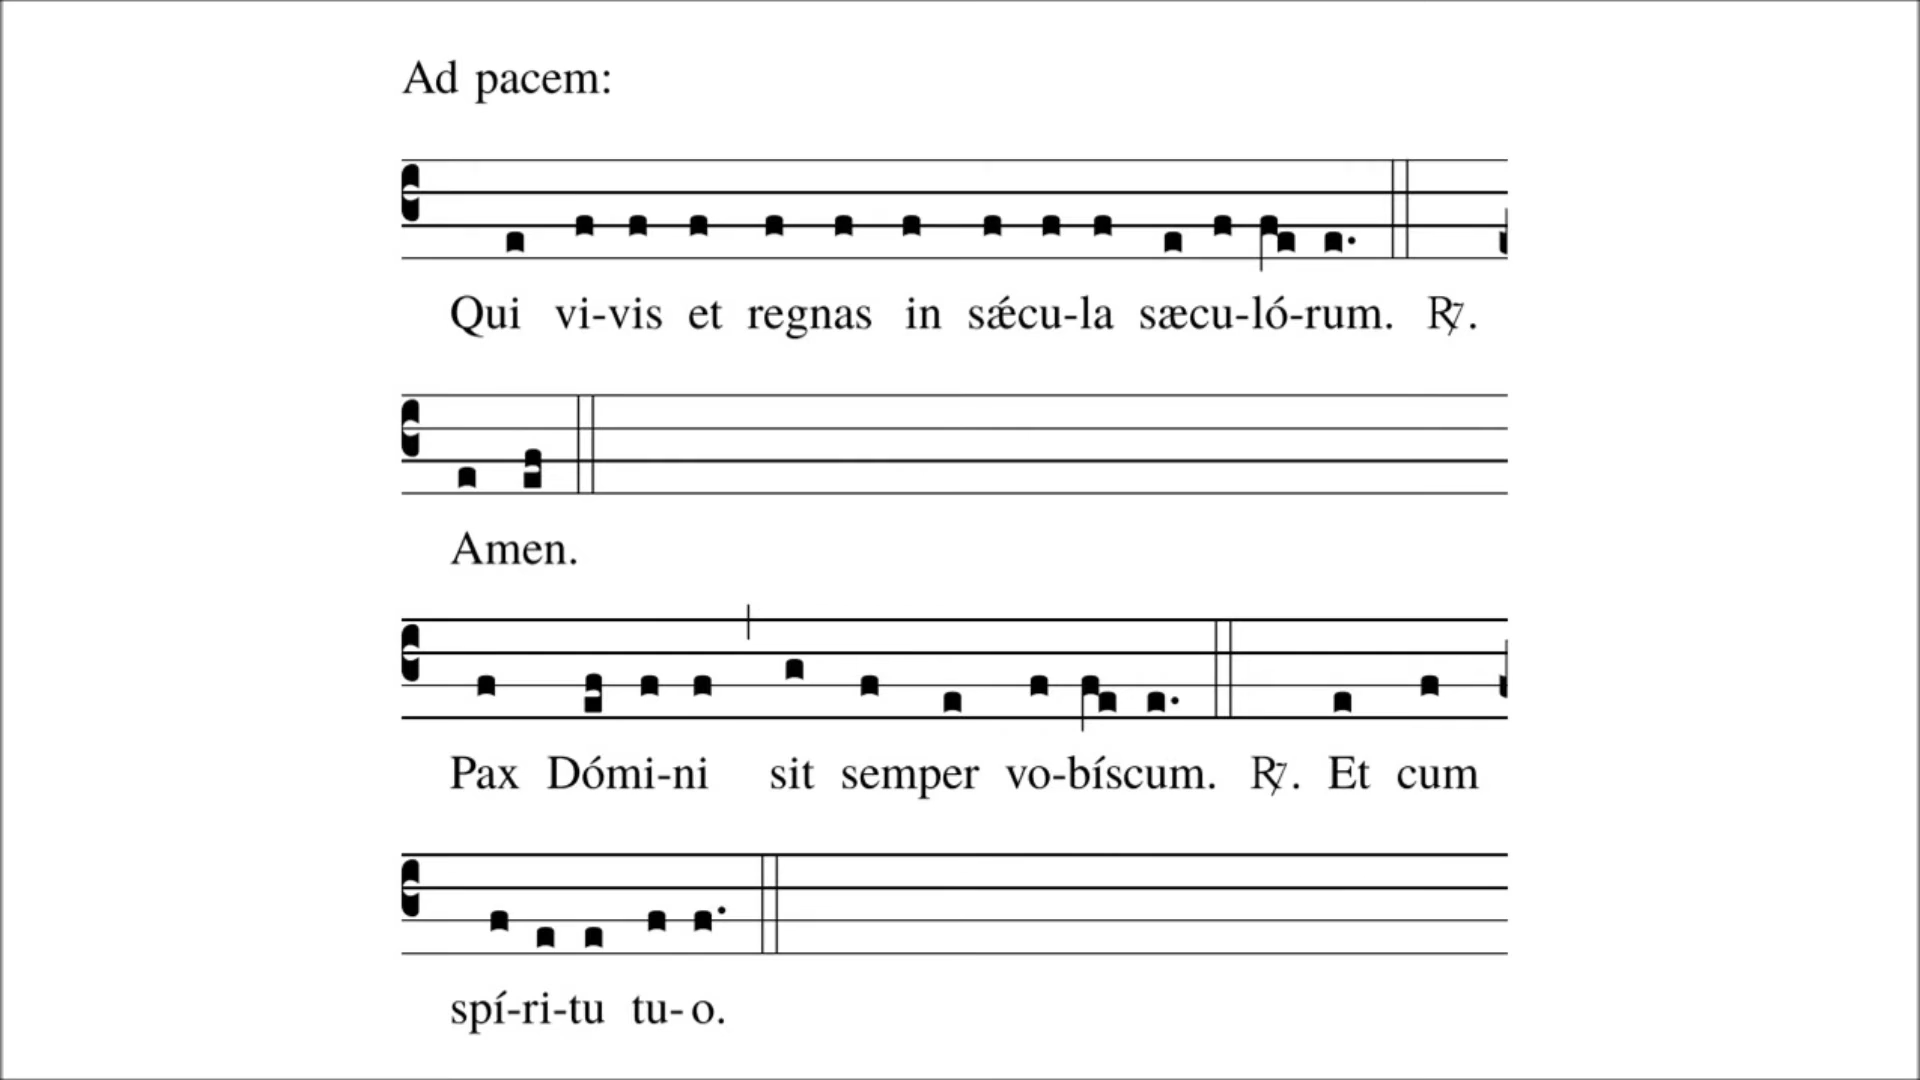 Ad pacem:
Qui vi-vis et regnas in sǽcu-la sæcu-ló-rum. ℟.
Amen.
Pax Dómi-ni sit semper vo-bíscum. ℟. Et cum
spí-ri-tu tu-o.